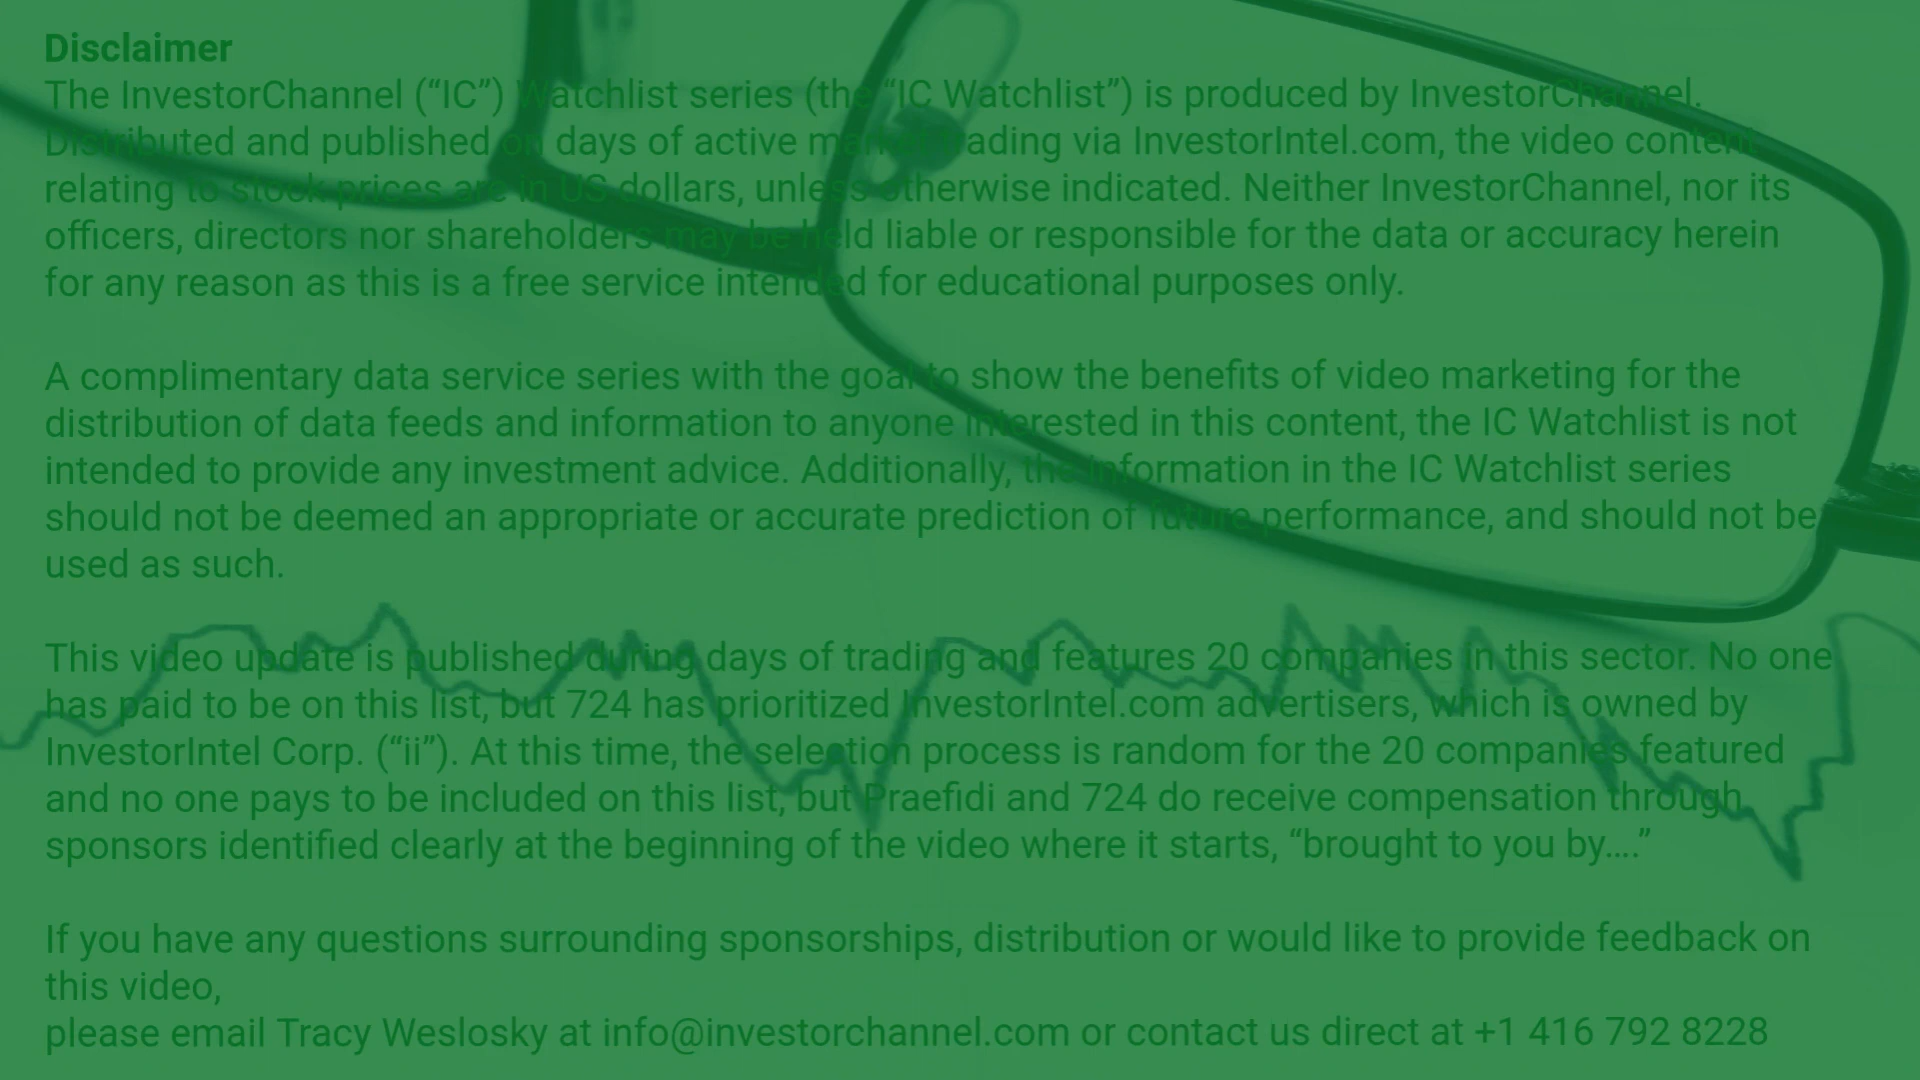 Disclaimer
The InvestorChannel (“IC”) Watchlist series (the “IC Watchlist”) is produced by InvestorChannel.
Distributed and published on days of active market trading via InvestorIntel.com, the video content
relating to stock prices are in US dollars, unless otherwise indicated. Neither InvestorChannel, nor its
officers, directors nor shareholders may be held liable or responsible for the data or accuracy herein
for any reason as this is a free service intended for educational purposes only.
A complimentary data service series with the goal to show the benefits of video marketing for the
distribution of data feeds and information to anyone interested in this content, the IC Watchlist is not
intended to provide any investment advice. Additionally, the information in the IC Watchlist series
should not be deemed an appropriate or accurate prediction of future performance, and should not be
used as such.
This video update is published during days of trading and features 20 companies in this sector. No one
has paid to be on this list, but 724 has prioritized InvestorIntel.com advertisers, which is owned by
InvestorIntel Corp. (“ii”). At this time, the selection process is random for the 20 companies featured
and no one pays to be included on this list, but Praefidi and 724 do receive compensation through
sponsors identified clearly at the beginning of the video where it starts, “brought to you by….”
If you have any questions surrounding sponsorships, distribution or would like to provide feedback on
this video,
please email Tracy Weslosky at info@investorchannel.com or contact us direct at +1 416 792 8228